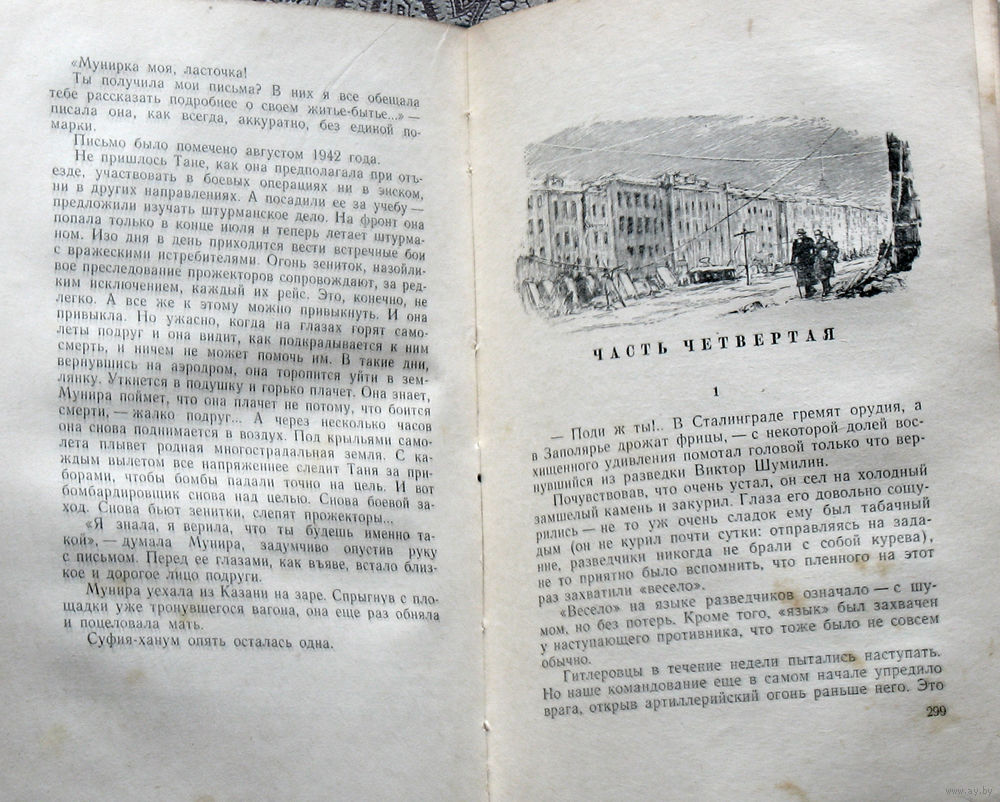 «Мунирка моя, ласточка!
Ты получила мои письма? В них я все обещала
тебе рассказать подробнее о своем житье-бытье...» —
писала она, как всегда, аккуратно, без единой по-
марки.
Письмо было помечено августом 1942 года.
Не пришлось Тане, как она предполагала при отъ-
езде, участвовать в боевых операциях ни в энском,
ни в других направлениях. А посадили ее за учебу —
предложили изучать штурманское дело. На фронт она
попала только в конце июля и теперь летает штурма-
ном. Изо дня в день приходится вести встречные бои
с вражескими истребителями. Огонь зениток, назойли-
вое преследование прожекторов сопровождают, за ред-
ким исключением, каждый их рейс. Это, конечно, не
легко. А все же к этому можно привыкнуть. И она
привыкла. Но ужасно, когда на глазах горят само-
леты подруг и она видит, как подкрадывается к ним
смерть, и ничем не может помочь им. В такие дни,
вернувшись на аэродром, она торопится уйти в зем-
лянку. Уткнется в подушку и горько плачет. Она знает,
Мунира поймет, что она плачет не потому, что боится
смерти, — жалко подруг... А через несколько часов
она снова поднимается в воздух. Под крыльями само-
лета плывет родная многострадальная земля. С ка-
ждым вылетом все напряженнее следит Таня за при-
борами, чтобы бомбы падали точно на цель. И вот
бомбардировщик снова над целью. Снова боевой за-
ход. Снова бьют зенитки, слепят прожекторы...
«Я знала, я верила, что ты будешь именно та-
кой», — думала Мунира, задумчиво опустив руку
с письмом. Перед ее глазами, как въяве, встало близ-
кое и дорогое лицо подруги.
Мунира уехала из Казани на заре. Спрыгнув с пло-
щадки уже тронувшегося вагона, она еще раз обняла
и поцеловала мать.
Суфия-ханум опять осталась одна.
ЧАСТЬ ЧЕТВЕРТАЯ
1
— Поди ж ты!.. В Сталинграде гремят орудия, а
в Заполярье дрожат фрицы, — с некоторой долей вос-
хищенного удивления помотал головой только что вер-
нувшийся из разведки Виктор Шумилин.
Почувствовав, что очень устал, он сел на холодный
замшелый камень и закурил. Глаза его довольно сощу-
рились — не то уж очень сладок ему был табачный
дым (он не курил почти сутки: отправляясь на зада-
ние, разведчики никогда не брали с собой курева),
не то приятно было вспомнить, что пленного на этот
раз захватили «весело».
«Весело» на языке разведчиков означало — с шу-
мом, но без потерь. Кроме того, «язык» был захвачен
у наступающего противника, что тоже было не совсем
обычно.
Гитлеровцы в течение недели пытались наступать.
Но наше командование еще в самом начале упредило
врага, открыв артиллерийский огонь раньше него. Это
299
www.ay.by